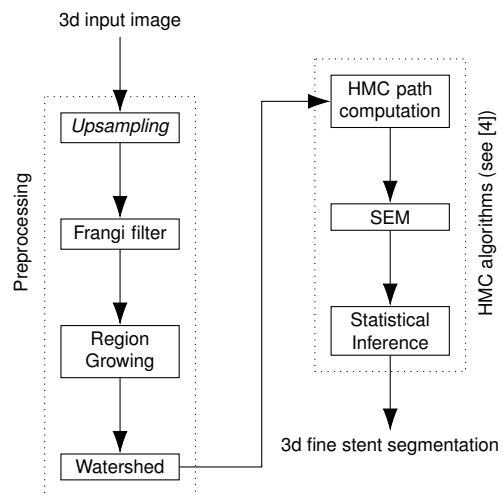 3d input image
Preprocessing
Upsampling
Frangi filter
Region
Growing
Watershed
HMC algorithms (see [4])
HMC path
computation
SEM
Statistical
Inference
3d fine stent segmentation